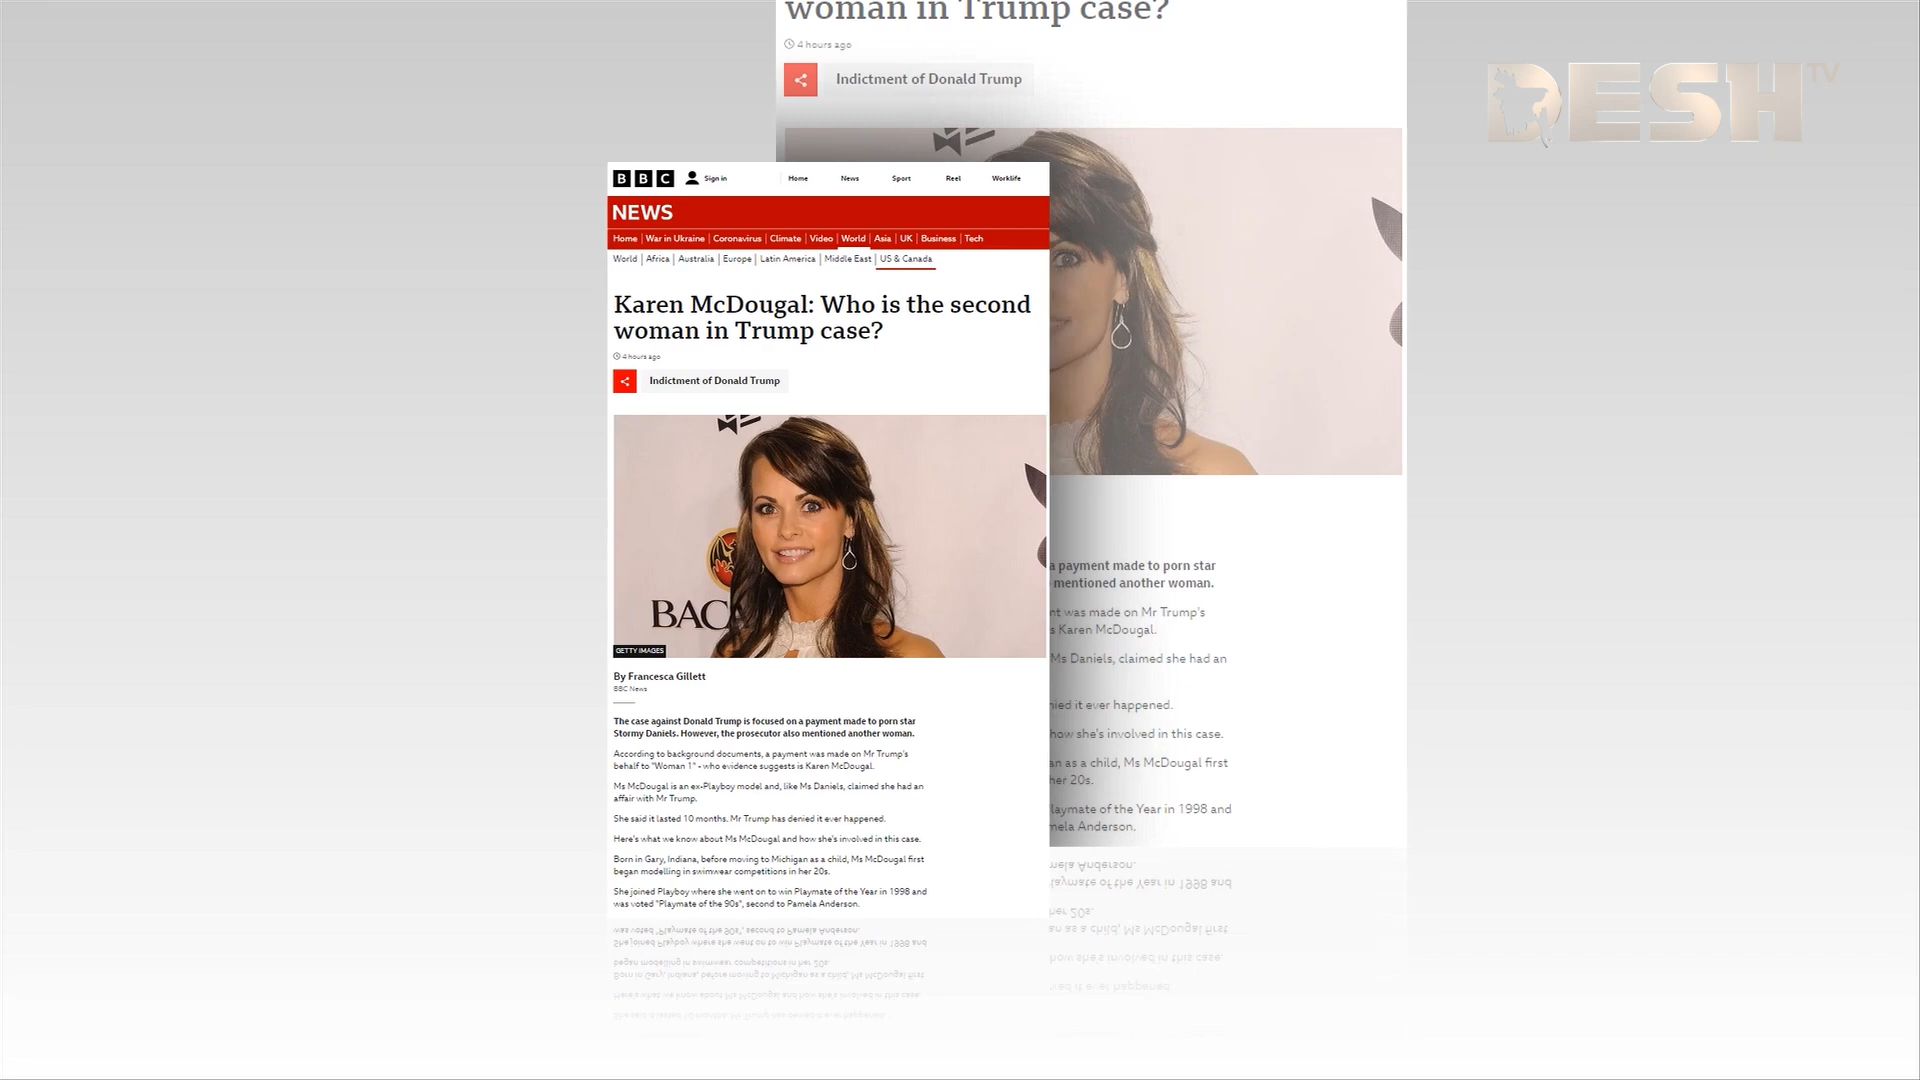 woman in Trump case?
4 hours ago
Indictment of Donald Trump
DESH TV
BBC Sign in Home News Sport Reel Worklife
NEWS
Home War in Ukraine Coronavirus Climate Video World Asia UK Business Tech
World Africa Australia Europe Latin America Middle East US & Canada
Karen McDougal: Who is the second
woman in Trump case?
4 hours ago
Indictment of Donald Trump
BAC
GETTY IMAGES
By Francesca Gillett
BBC News
The case against Donald Trump is focused on a payment made to porn star
Stormy Daniels. However, the prosecutor also mentioned another woman.
According to background documents, a payment was made on Mr Trump's
behalf to "Woman 1" - who evidence suggests is Karen McDougal.
Ms McDougal is an ex-Playboy model and, like Ms Daniels, claimed she had an
affair with Mr Trump.
She said it lasted 10 months. Mr Trump has denied it ever happened.
Here's what we know about Ms McDougal and how she's involved in this case.
Born in Gary, Indiana, before moving to Michigan as a child, Ms McDougal first
began modelling in swimwear competitions in her 20s.
She joined Playboy where she went on to win Playmate of the Year in 1998 and
was voted "Playmate of the 90s", second to Pamela Anderson.
a payment made to porn star
mentioned another woman.
nt was made on Mr Trump's
s Karen McDougal.
Ms Daniels, claimed she had an
nied it ever happened.
how she's involved in this case.
an as a child, Ms McDougal first
her 20s.
laymate of the Year in 1998 and
mela Anderson.